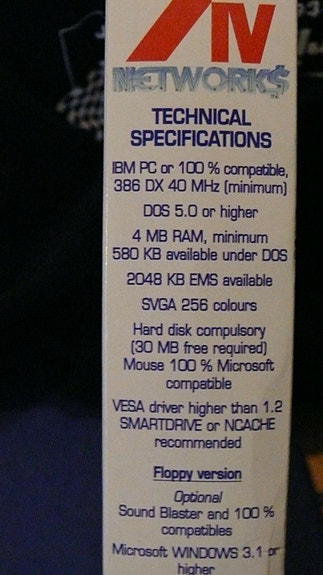 TV
NETWORK$
TECHNICAL
SPECIFICATIONS
IBM PC or 100 % compatible,
386 DX 40 MHz (minimum)
DOS 5.0 or higher
4 MB RAM, minimum
580 KB available under DOS
2048 KB EMS available
SVGA 256 colours
Hard disk compulsory
(30 MB free required)
Mouse 100 % Microsoft
compatible
VESA driver higher than 1.2
SMARTDRIVE or NCACHE
recommended
Floppy version
Optional
Sound Blaster and 100 %
compatibles
Microsoft WINDOWS 3.1 or
higher